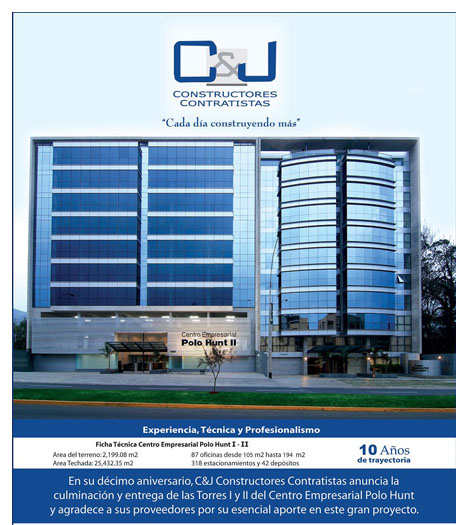 C&J
CONSTRUCTORES
CONTRATISTAS
“Cada día construyendo más”
Centro Empresarial
Polo Hunt II
Experiencia, Técnica y Profesionalismo
Ficha Técnica Centro Empresarial Polo Hunt I - II
Area del terreno: 2,199.08 m2
Area Techada: 25,432.35 m2
87 oficinas desde 105 m2 hasta 194 m2
318 estacionamientos y 42 depósitos
10 Años
de trayectoria
En su décimo aniversario, C&J Constructores Contratistas anuncia la
culminación y entrega de las Torres I y II del Centro Empresarial Polo Hunt
y agradece a sus proveedores por su esencial aporte en este gran proyecto.